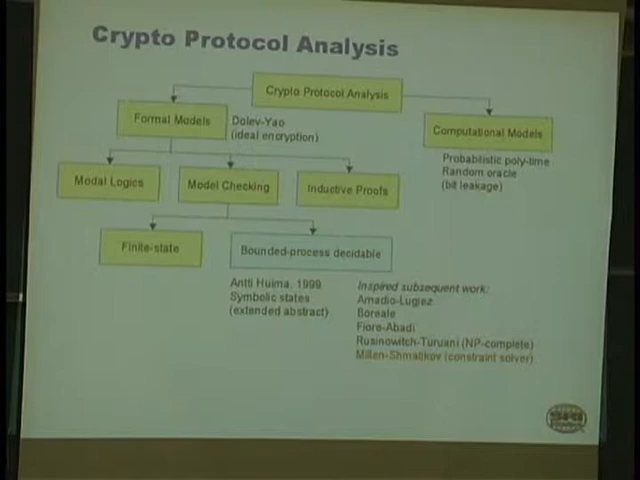 Crypto Protocol Analysis
Crypto Protocol Analysis
Formal Models
Dolev-Yao
(ideal encryption)
Computational Models
Probabilistic poly-time
Random oracle
(bit leakage)
Modal Logics
Model Checking
Inductive Proofs
Finite-state
Bounded-process decidable
Antti Huima, 1999
Symbolic states
(extended abstract)
Inspired subsequent work:
Amadio-Lugiez
Boreale
Fiore-Abadi
Rusinowitch-Turuani (NP-complete)
Millen-Shmatikov (constraint solver)
SRI